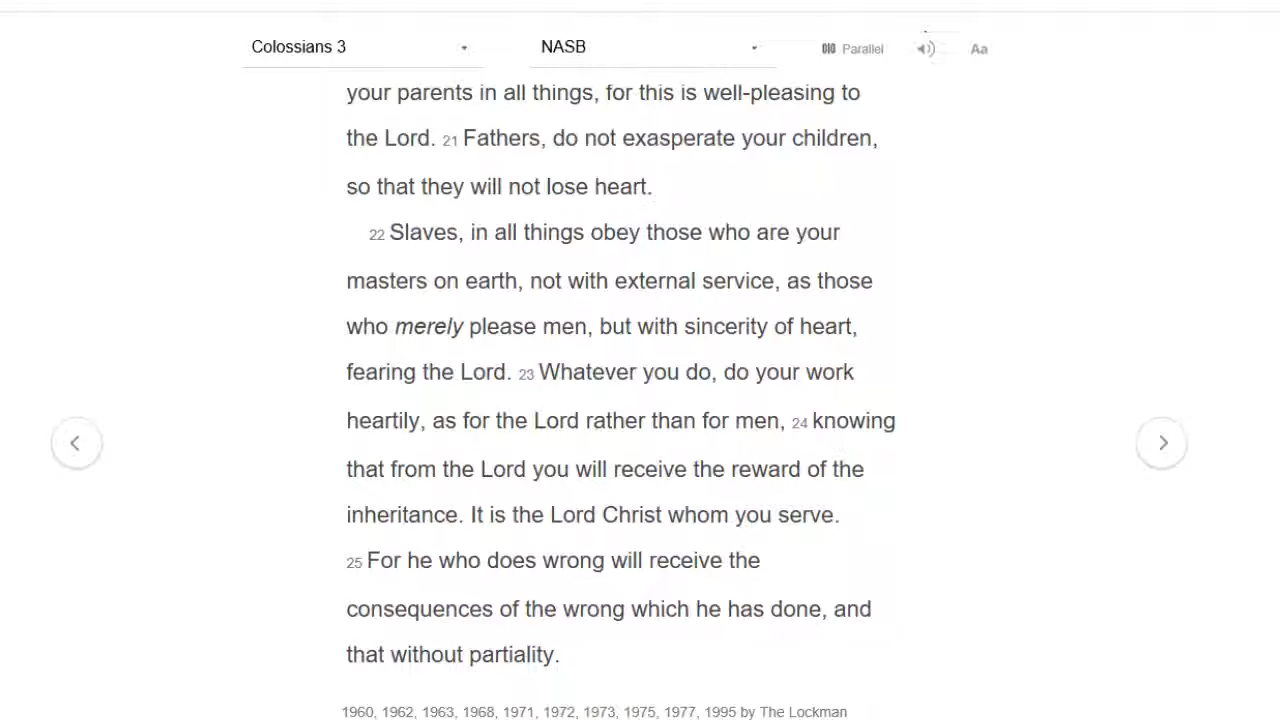 Colossians 3 NASB Parallel Aa
your parents in all things, for this is well-pleasing to
the Lord. 21 Fathers, do not exasperate your children,
so that they will not lose heart.
22 Slaves, in all things obey those who are your
masters on earth, not with external service, as those
who merely please men, but with sincerity of heart,
fearing the Lord. 23 Whatever you do, do your work
heartily, as for the Lord rather than for men, 24 knowing
that from the Lord you will receive the reward of the
inheritance. It is the Lord Christ whom you serve.
25 For he who does wrong will receive the
consequences of the wrong which he has done, and
that without partiality.
1960, 1962, 1963, 1968, 1971, 1972, 1973, 1975, 1977, 1995 by The Lockman